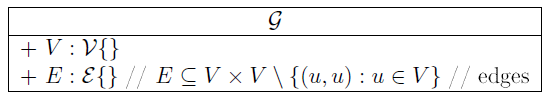 𝒢
+ V : 𝒱{}
+ E : ℰ{} // E ⊆ V × V \ {(u, u) : u ∈ V} // edges